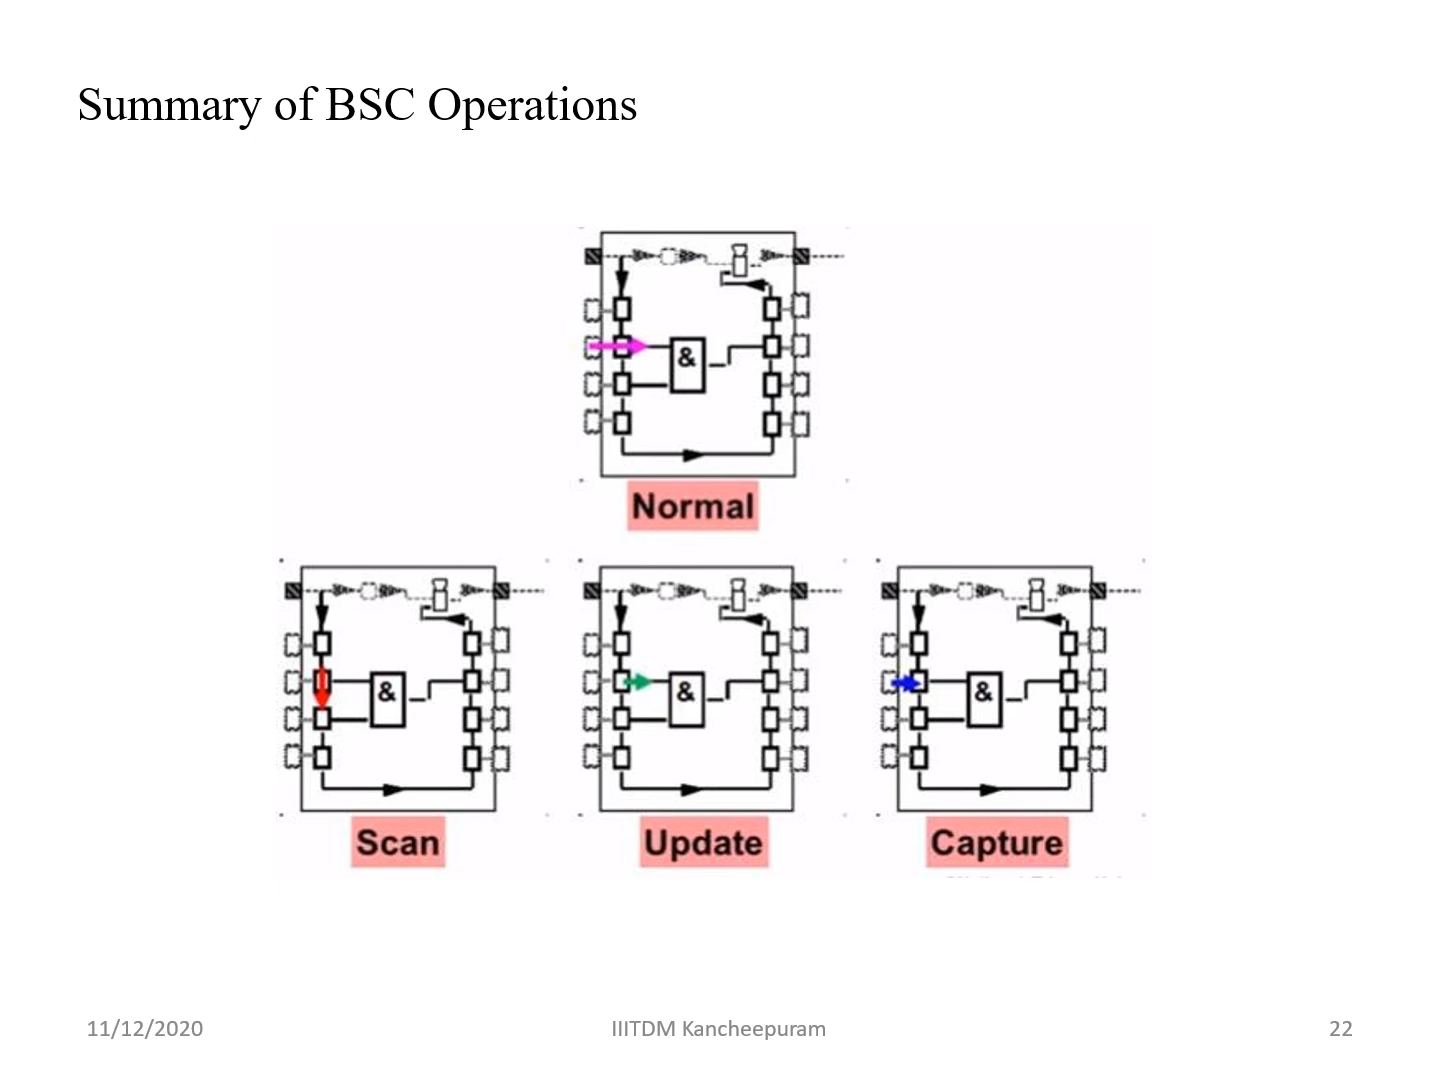 Summary of BSC Operations
&
Normal
&
&
&
Scan
Update
Capture
11/12/2020
IIITDM Kancheepuram
22